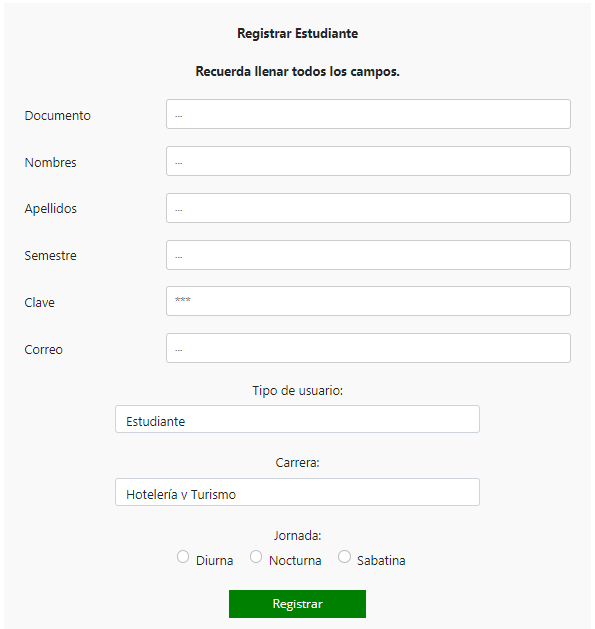 Registrar Estudiante
Recuerda llenar todos los campos.
Documento ...
Nombres ...
Apellidos ...
Semestre ...
Clave ***
Correo ...
Tipo de usuario:
Estudiante
Carrera:
Hotelería y Turismo
Jornada:
Diurna Nocturna Sabatina
Registrar